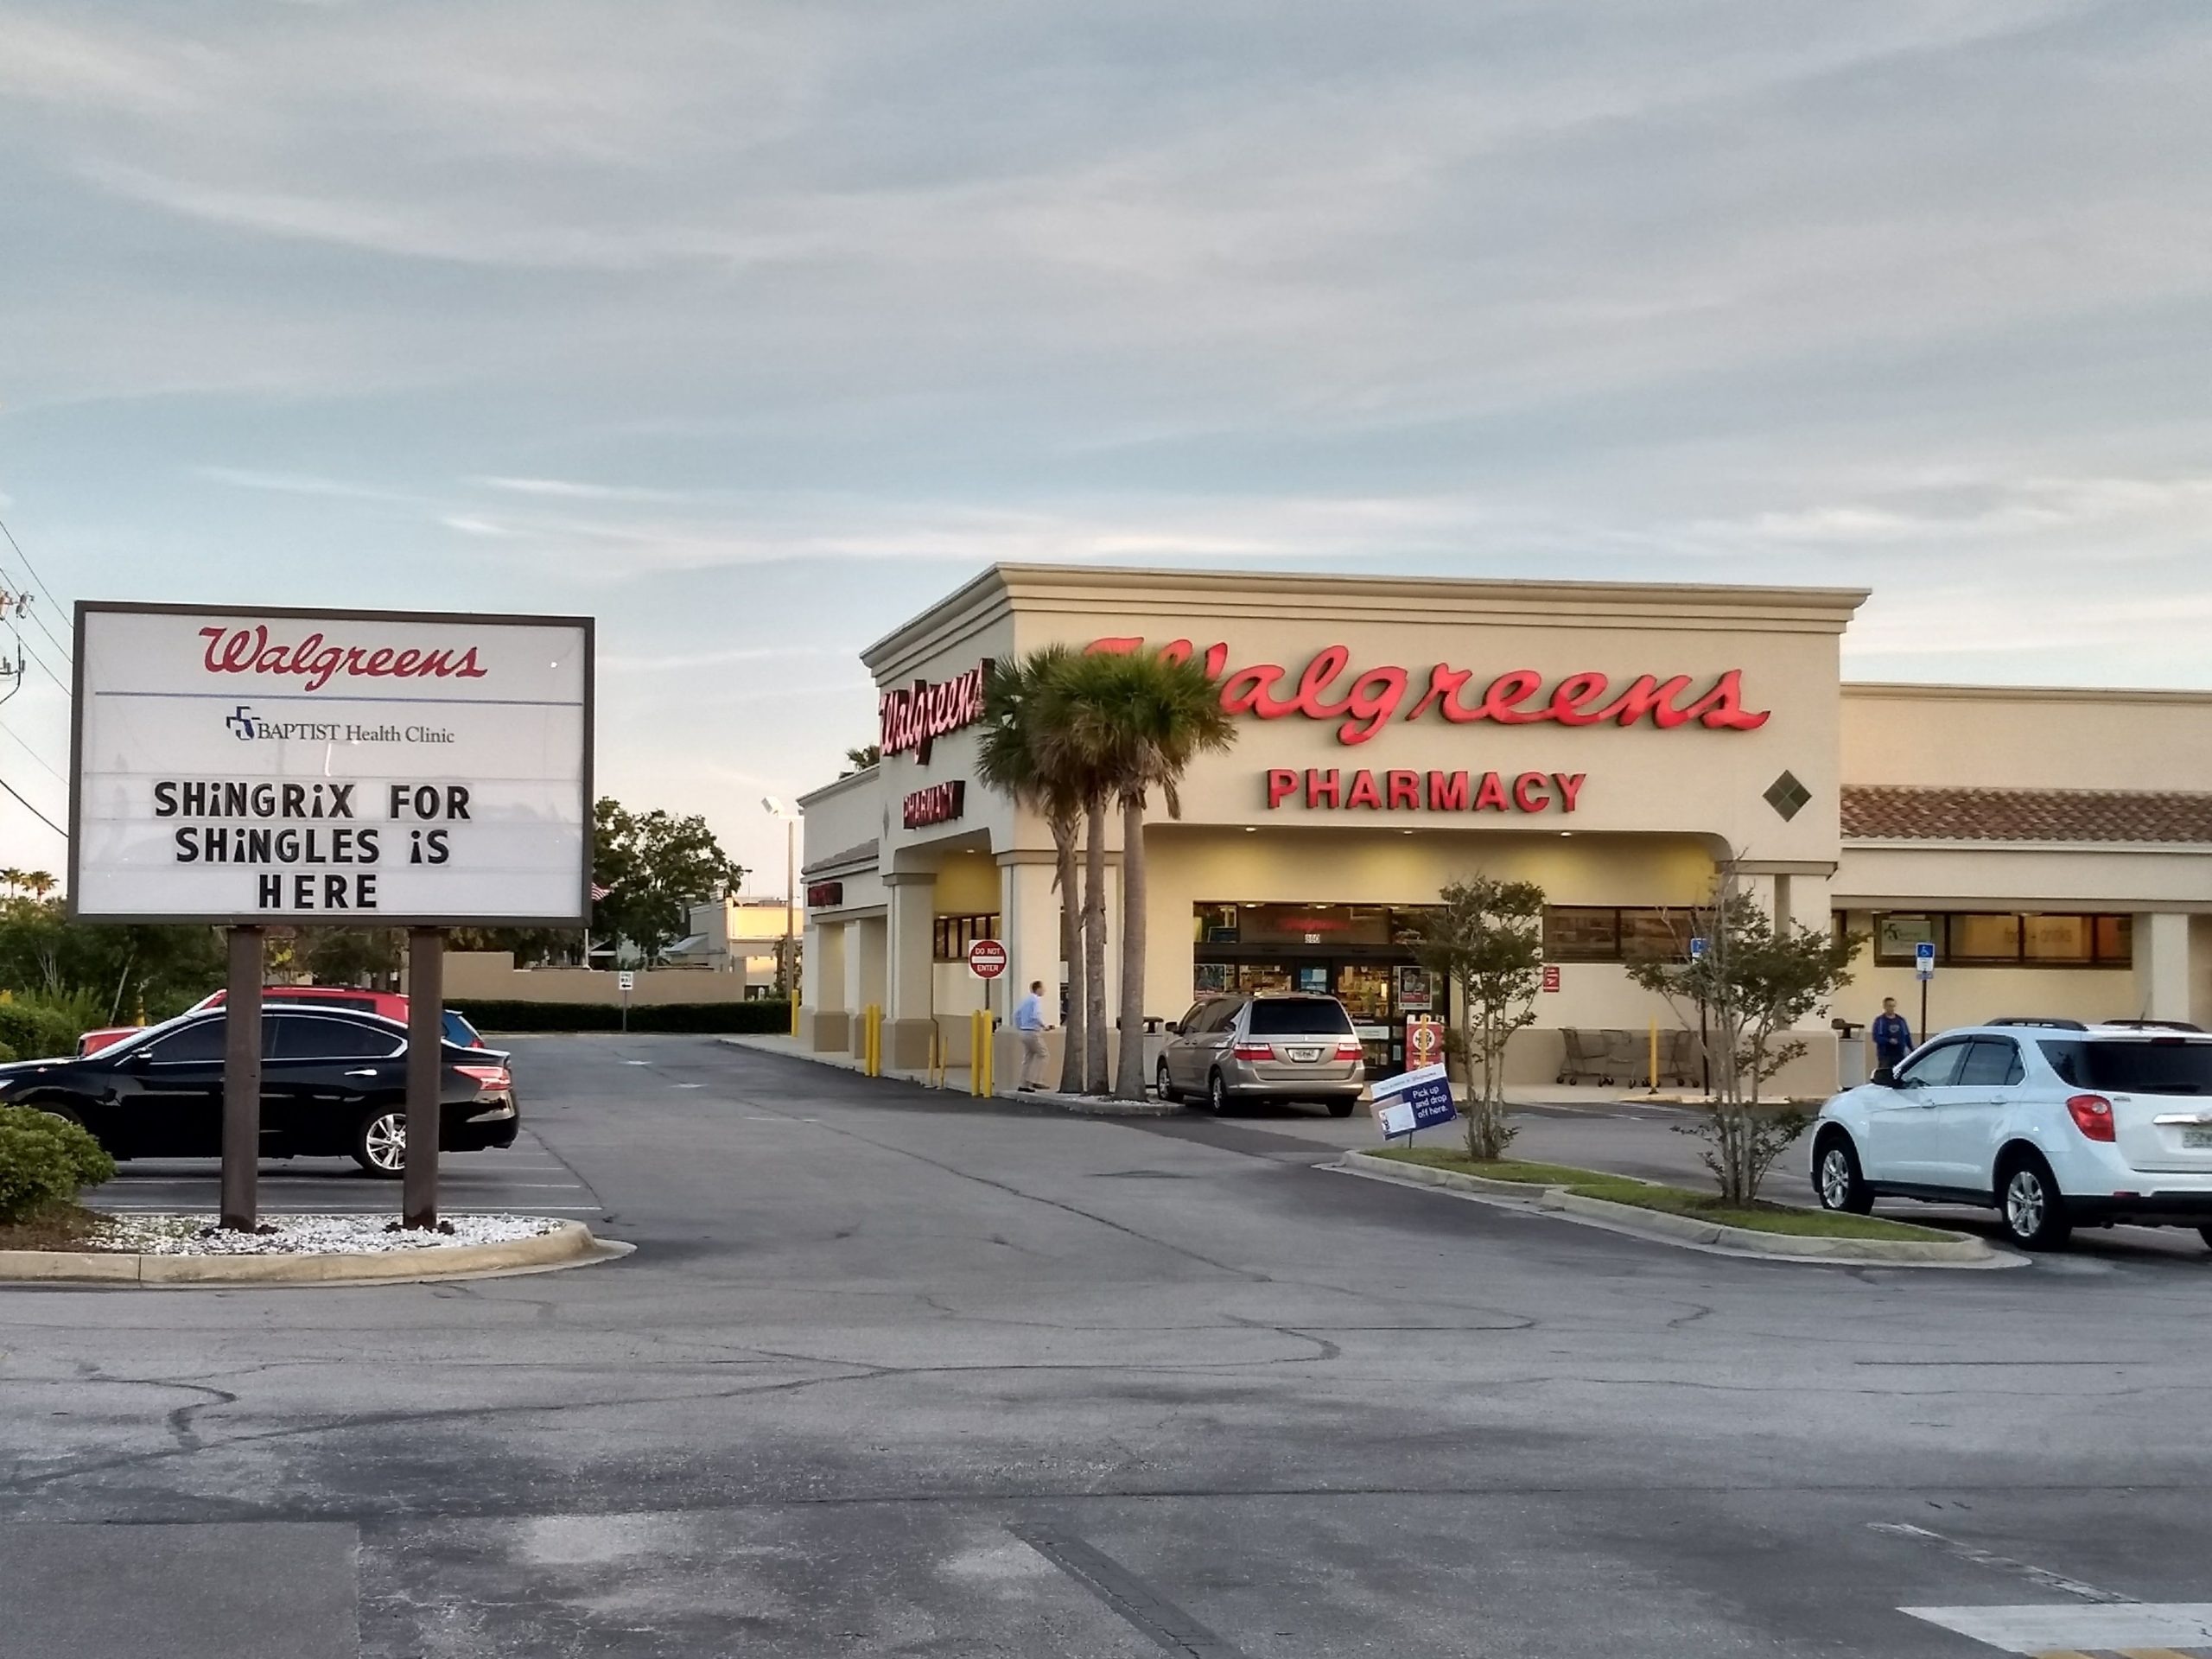 Walgreens
BAPTIST Health Clinic
SHiNGRiX FOR
SHiNGLES iS
HERE
Walgreens
PHARMACY
Walgreens
PHARMACY
DO NOT
ENTER
Pick up
and drop
off here.